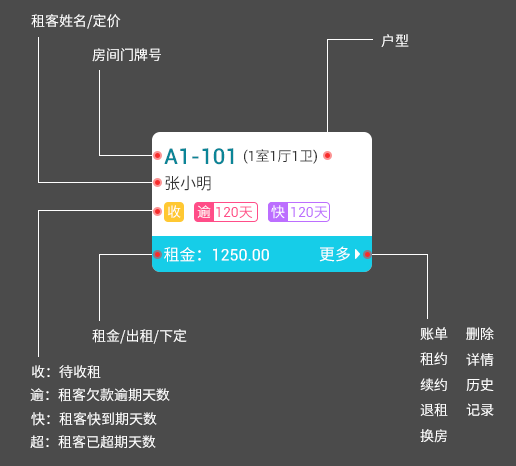 租客姓名/定价
户型
房间门牌号
A1-101 (1室1厅1卫)
张小明
收 逾 120天 快 120天
租金：1250.00 更多
租金/出租/下定
账单 删除
租约 详情
续约 历史
退租 记录
换房
收：待收租
逾：租客欠款逾期天数
快：租客快到期天数
超：租客已超期天数